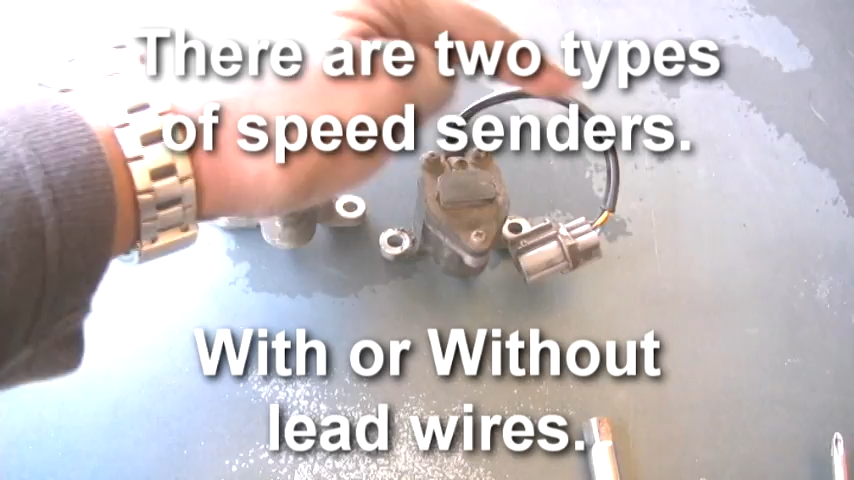 There are two types
of speed senders.
With or Without
lead wires.